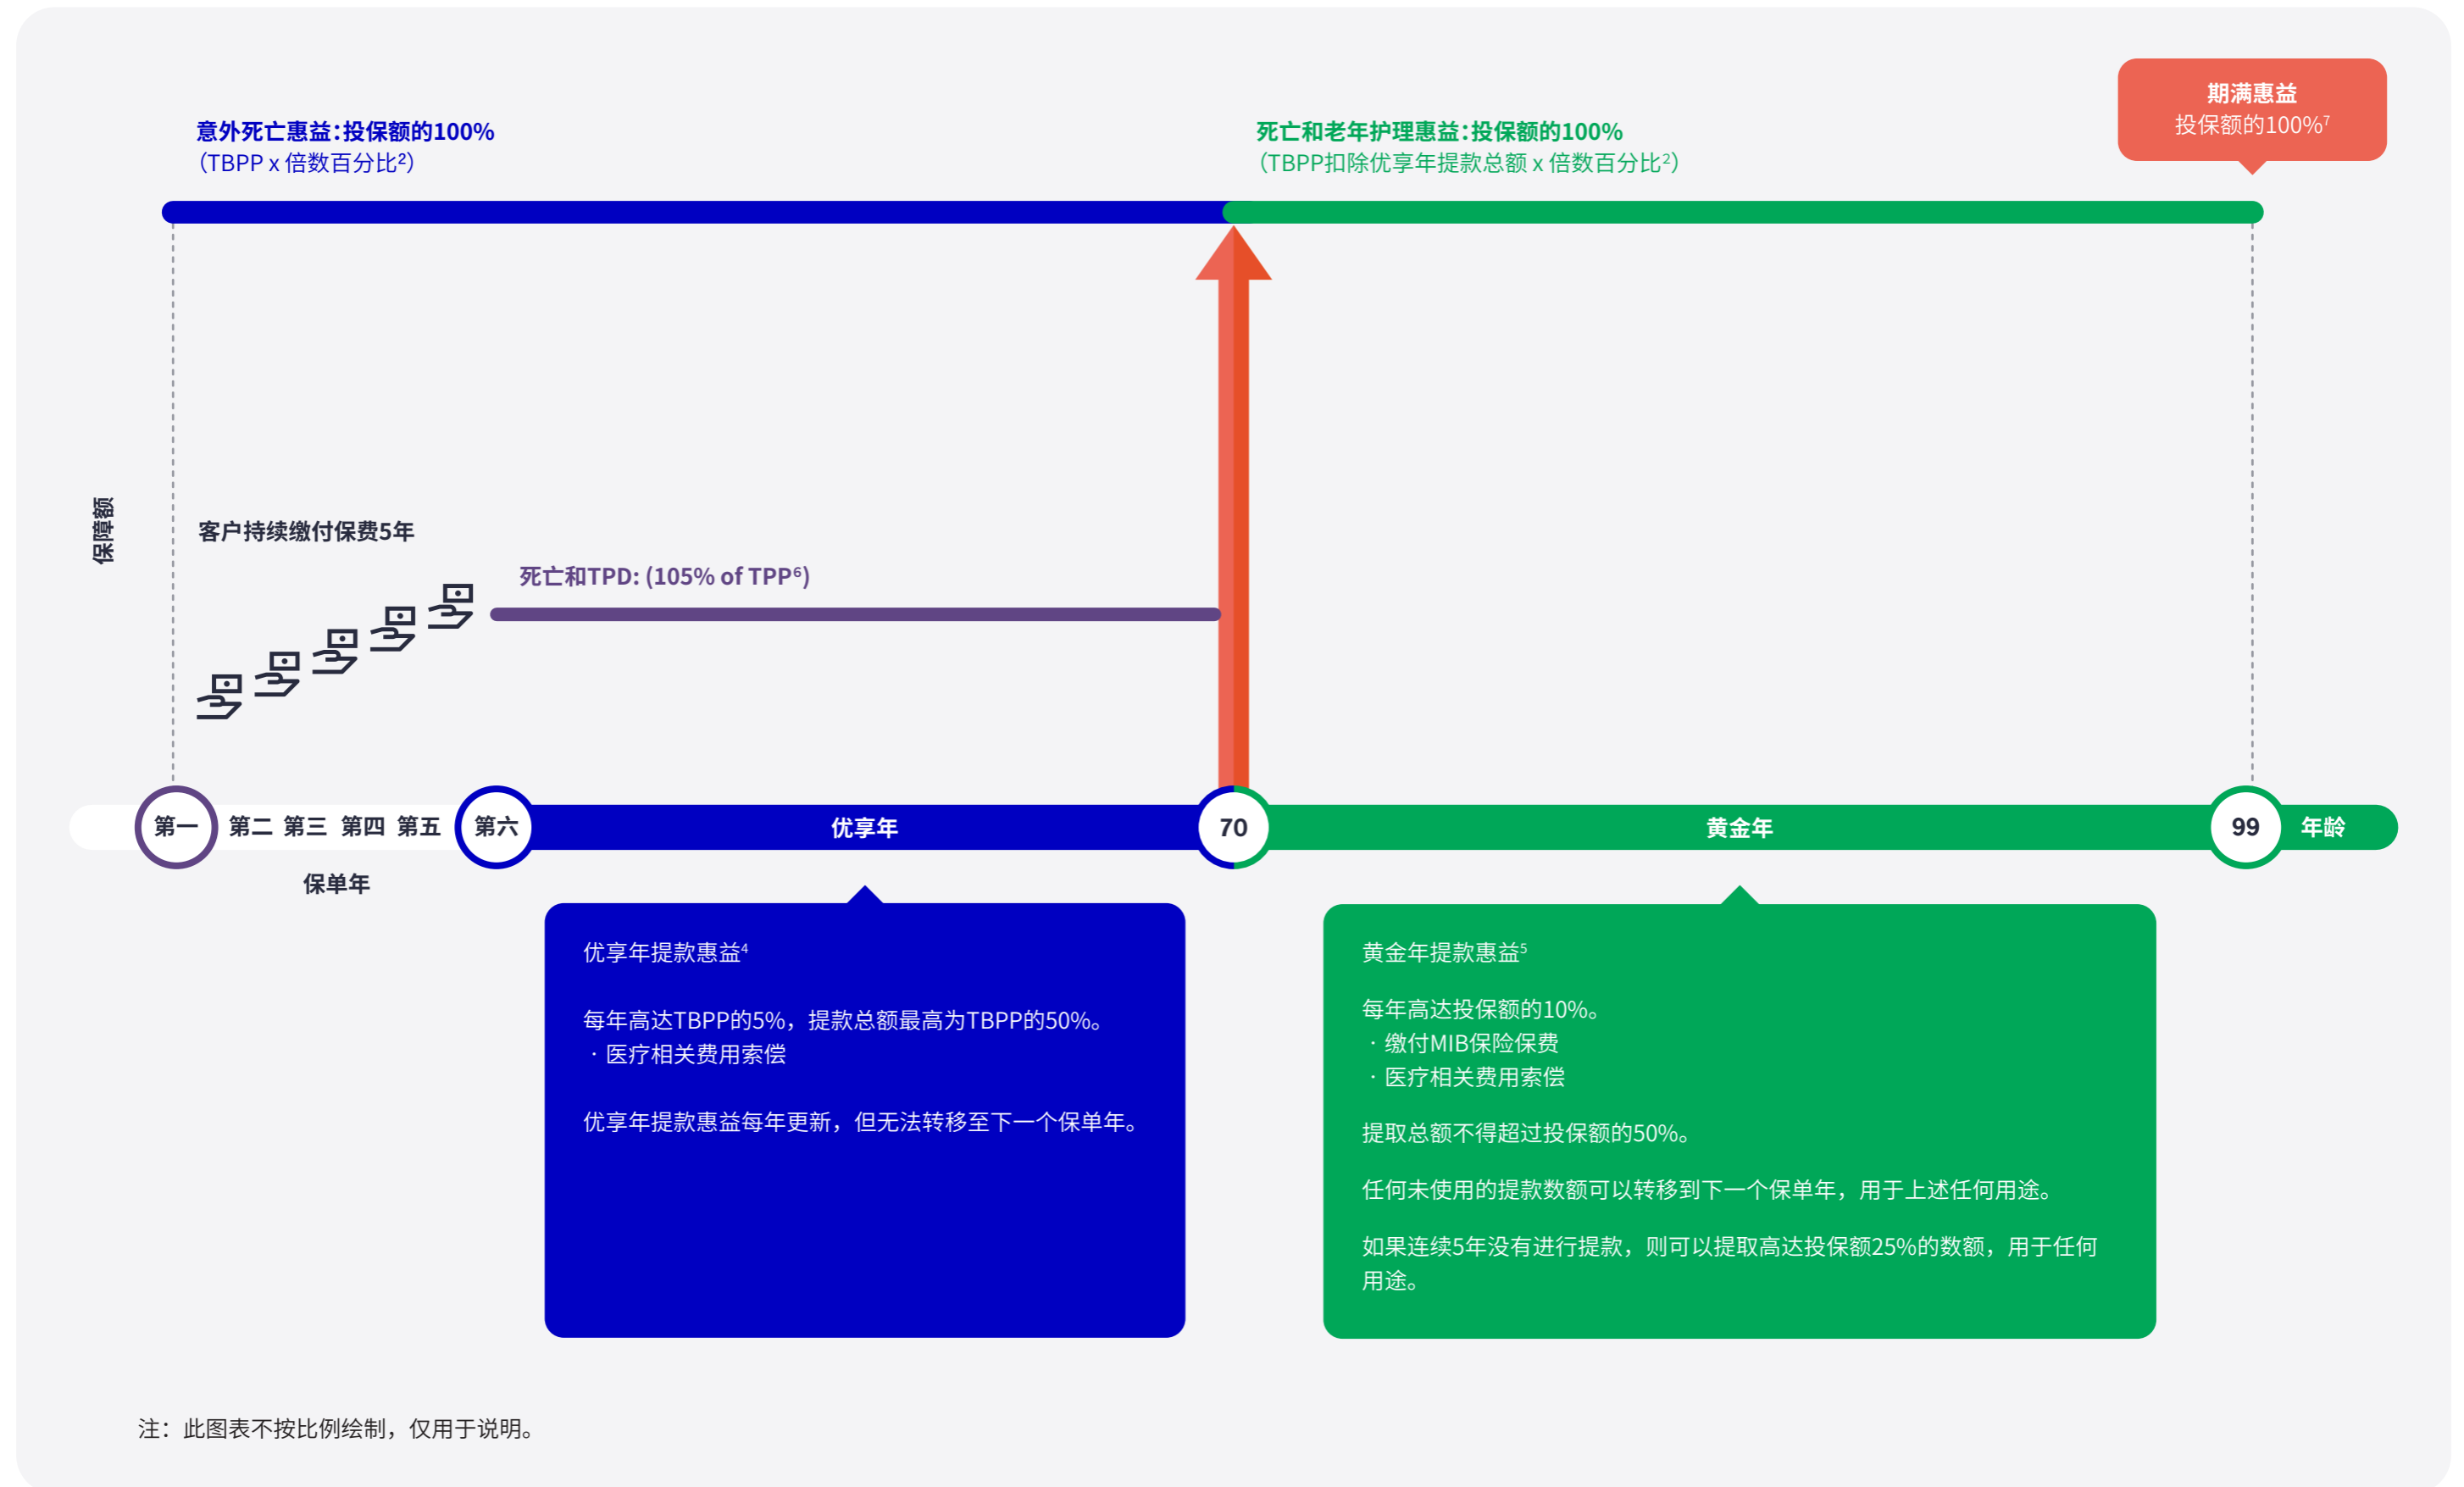 期满惠益
投保额的100%⁷
意外死亡惠益：投保额的100%
（TBPP x 倍数百分比²）
死亡和老年护理惠益：投保额的100%
（TBPP扣除优享年提款总额 x 倍数百分比²）
保障额
客户持续缴付保费5年
死亡和TPD: (105% of TPP⁶)
第一 第二 第三 第四 第五 第六 优享年 70 黄金年 99 年龄
保单年
优享年提款惠益⁴
每年高达TBPP的5%，提款总额最高为TBPP的50%。
· 医疗相关费用索偿
优享年提款惠益每年更新，但无法转移至下一个保单年。
黄金年提款惠益⁵
每年高达投保额的10%。
· 缴付MIB保险保费
· 医疗相关费用索偿
提取总额不得超过投保额的50%。
任何未使用的提款数额可以转移到下一个保单年，用于上述任何用途。
如果连续5年没有进行提款，则可以提取高达投保额25%的数额，用于任何
用途。
注：此图表不按比例绘制，仅用于说明。